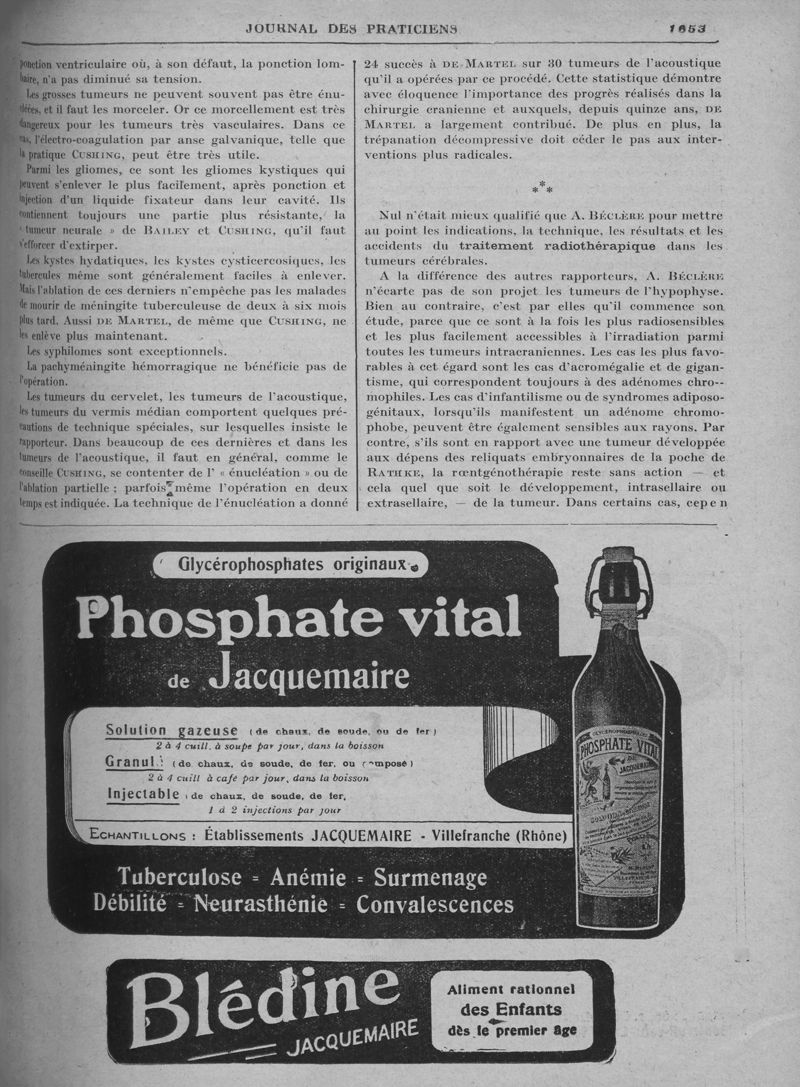 JOURNAL DES PRATICIENS
1653
ponction ventriculaire où, à son défaut, la ponction lom-
baire, n'a pas diminué sa tension.
Les grosses tumeurs ne peuvent souvent pas être énu-
cléées, et il faut les morceler. Or ce morcellement est très
dangereux pour les tumeurs très vasculaires. Dans ce
cas, l'électro-coagulation par anse galvanique, telle que
la pratique CUSHING, peut être très utile.
Parmi les gliomes, ce sont les gliomes kystiques qui
peuvent s'enlever le plus facilement, après ponction et
injection d'un liquide fixateur dans leur cavité. Ils
contiennent toujours une partie plus résistante, la
« tumeur neurale » de BAILEY et CUSHING, qu'il faut
s'efforcer d'extirper.
Les kystes hydatiques, les kystes cysticercosiques, les
tubercules même sont généralement faciles à enlever.
Mais l'ablation de ces derniers n'empêche pas les malades
de mourir de méningite tuberculeuse de deux à six mois
plus tard. Aussi DE MARTEL, de même que CUSHING, ne
les enlève plus maintenant.
Les syphilomes sont exceptionnels.
La pachyméningite hémorragique ne bénéficie pas de
l'opération.
Les tumeurs du cervelet, les tumeurs de l'acoustique,
les tumeurs du vermis médian comportent quelques pré-
cautions de technique spéciales, sur lesquelles insiste le
rapporteur. Dans beaucoup de ces dernières et dans les
tumeurs de l'acoustique, il faut en général, comme le
conseille CUSHING, se contenter de l' « énucléation » ou de
l'ablation partielle ; parfois même l'opération en deux
temps est indiquée. La technique de l'énucléation a donné
24 succès à DE MARTEL sur 30 tumeurs de l'acoustique
qu'il a opérées par ce procédé. Cette statistique démontre
avec éloquence l'importance des progrès réalisés dans la
chirurgie cranienne et auxquels, depuis quinze ans, DE
MARTEL a largement contribué. De plus en plus, la
trépanation décompressive doit céder le pas aux inter-
ventions plus radicales.
* * *
Nul n'était mieux qualifié que A. BÉCLÈRE pour mettre
au point les indications, la technique, les résultats et les
accidents du traitement radiothérapique dans les
tumeurs cérébrales.
A la différence des autres rapporteurs, A. BÉCLÈRE
n'écarte pas de son projet les tumeurs de l'hypophyse.
Bien au contraire, c'est par elles qu'il commence son
étude, parce que ce sont à la fois les plus radiosensibles
et les plus facilement accessibles à l'irradiation parmi
toutes les tumeurs intracraniennes. Les cas les plus favo-
rables à cet égard sont les cas d'acromégalie et de gigan-
tisme, qui correspondent toujours à des adénomes chro-
mophiles. Les cas d'infantilisme ou de syndromes adiposo-
génitaux, lorsqu'ils manifestent un adénome chromo-
phobe, peuvent être également sensibles aux rayons. Par
contre, s'ils sont en rapport avec une tumeur développée
aux dépens des reliquats embryonnaires de la poche de
RATHKE, la rœntgénothérapie reste sans action — et
cela quel que soit le développement, intrasellaire ou
extrasellaire, — de la tumeur. Dans certains cas, cepen
Glycérophosphates originaux
Phosphate vital
de Jacquemaire
Solution gazeuse (de chaux, de soude, ou de fer)
2 à 4 cuill. à soupe par jour, dans la boisson
Granulé (de chaux, de soude, de fer, ou composé)
2 à 4 cuill à café par jour, dans la boisson
Injectable (de chaux, de soude, de fer,
1 à 2 injections par jour
ECHANTILLONS : Établissements JACQUEMAIRE - Villefranche (Rhône)
Tuberculose = Anémie = Surmenage
Débilité = Neurasthénie = Convalescences
PHOSPHATE VITAL
DE
JACQUEMAIRE
Blédine
JACQUEMAIRE
Aliment rationnel
des Enfants
dès le premier âge